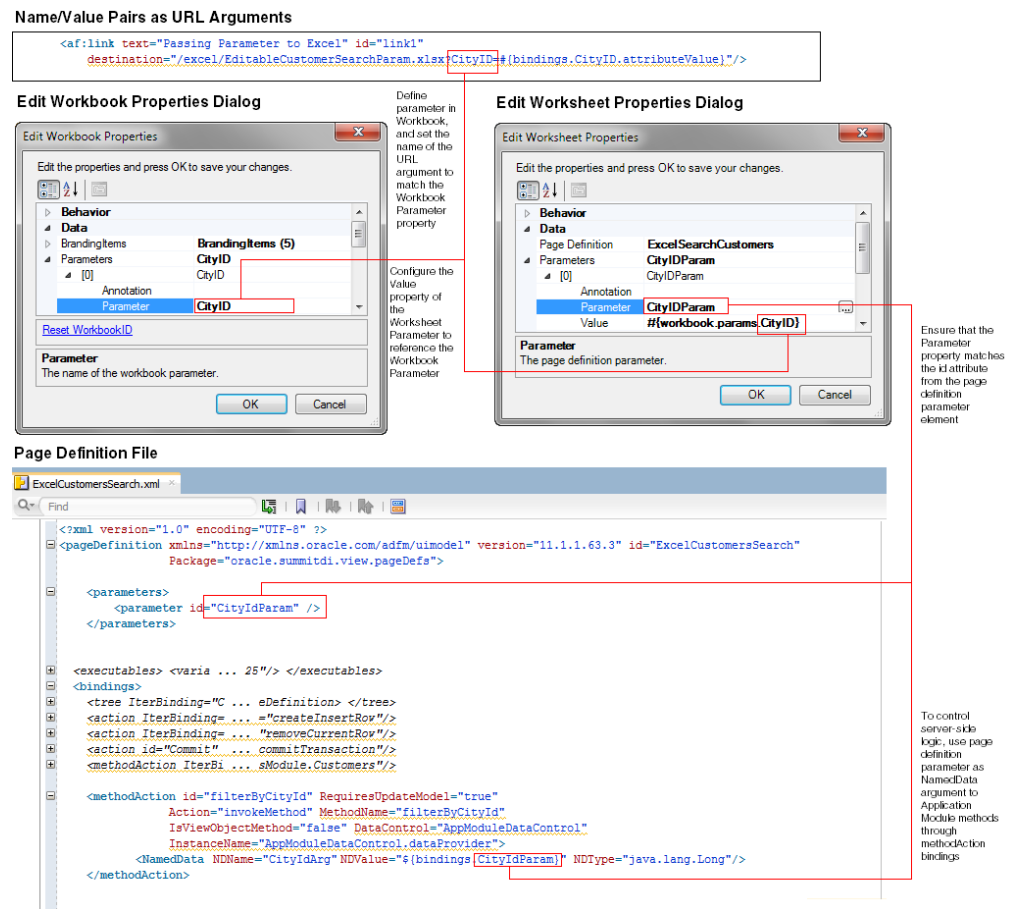 Name/Value Pairs as URL Arguments
<af:link text="Passing Parameter to Excel" id="link1"
destination="/excel/EditableCustomerSearchParam.xlsx?CityID=#{bindings.CityID.attributeValue}"/>
Edit Workbook Properties Dialog
Edit Workbook Properties
Edit the properties and press OK to save your changes.
Behavior
Data
BrandingItems BrandingItems (5)
Parameters CityID
[0] CityID
Annotation
Parameter CityID
Reset WorkbookID
Parameter
The name of the workbook parameter.
OK Cancel
Define
parameter in
Workbook,
and set the
name of the
URL
argument to
match the
Workbook
Parameter
property
Configure the
Value
property of
the
Worksheet
Parameter to
reference the
Workbook
Parameter
Edit Worksheet Properties Dialog
Edit Worksheet Properties
Edit the properties and press OK to save your changes.
Behavior
Data
Page Definition ExcelSearchCustomers
Parameters CityIDParam
[0] CityIDParam
Annotation
Parameter CityIDParam ...
Value #{workbook.params.CityID}
Parameter
The page definition parameter.
OK Cancel
Ensure that the
Parameter
property matches
the id attribute
from the page
definition
parameter
element
Page Definition File
ExcelCustomersSearch.xml
Find
<?xml version="1.0" encoding="UTF-8" ?>
<pageDefinition xmlns="http://xmlns.oracle.com/adfm/uimodel" version="11.1.1.63.3" id="ExcelCustomersSearch"
Package="oracle.summitdi.view.pageDefs">
<parameters>
<parameter id="CityIdParam" />
</parameters>
<executables> <varia ... 25"/> </executables>
<bindings>
<tree IterBinding="C ... eDefinition> </tree>
<action IterBinding= ... ="createInsertRow"/>
<action IterBinding= ... "removeCurrentRow"/>
<action id="Commit" ... commitTransaction"/>
<methodAction IterBi ... sModule.Customers"/>
<methodAction id="filterByCityId" RequiresUpdateModel="true"
Action="invokeMethod" MethodName="filterByCityId"
IsViewObjectMethod="false" DataControl="AppModuleDataControl"
InstanceName="AppModuleDataControl.dataProvider">
<NamedData NDName="CityIdArg" NDValue="${bindings.CityIdParam}" NDType="java.lang.Long"/>
</methodAction>
To control
server-side
logic, use page
definition
parameter as
NamedData
argument to
Application
Module methods
through
methodAction
bindings